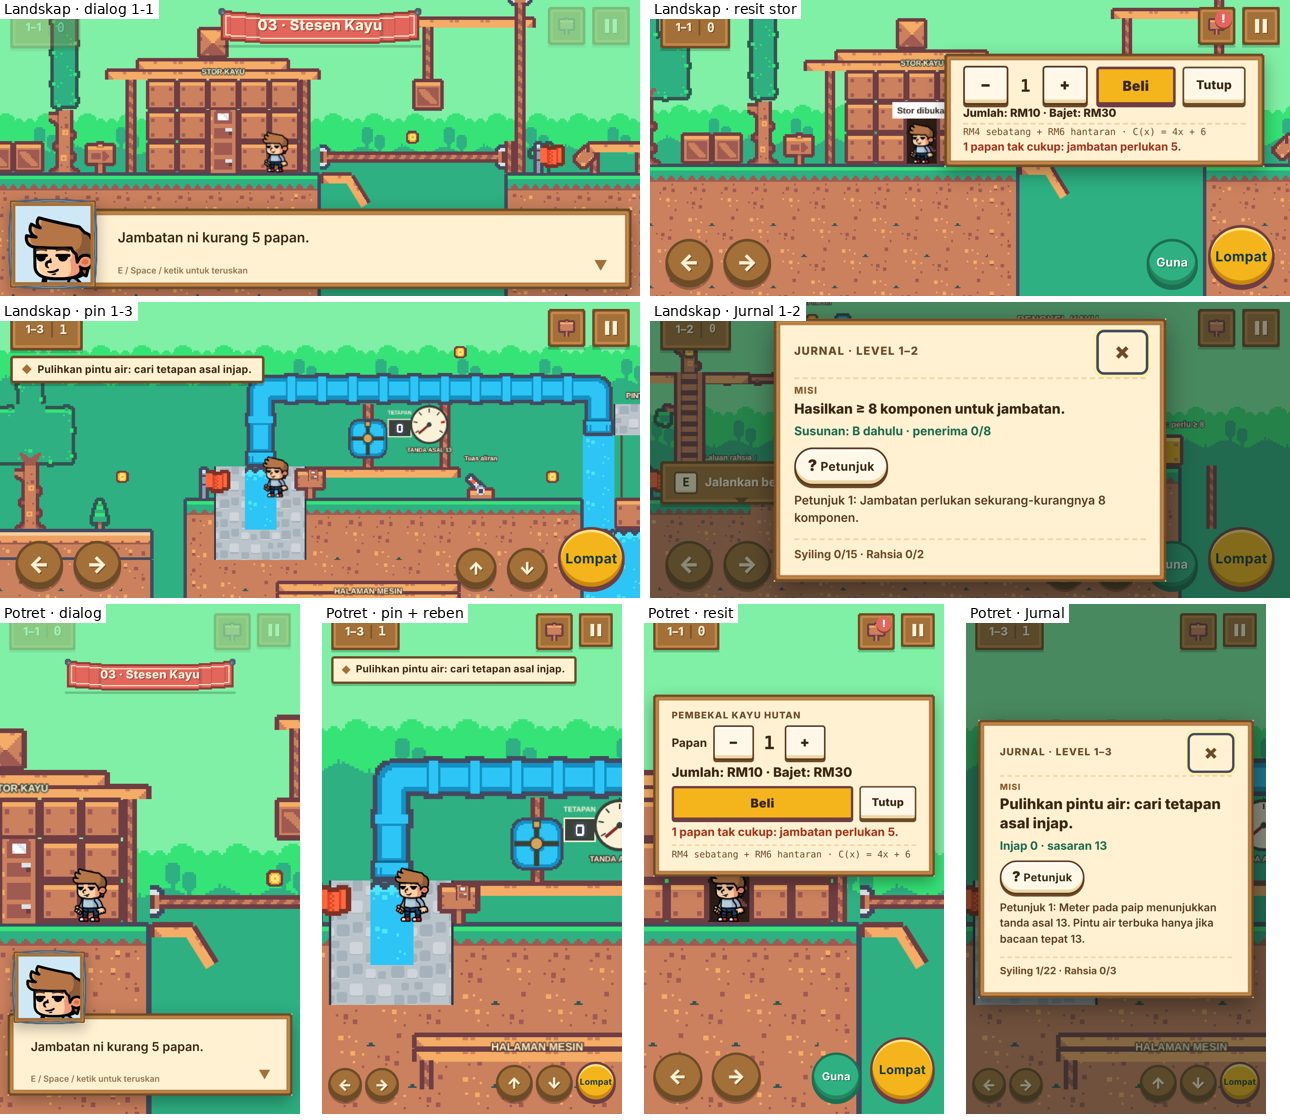 Landskap · dialog 1-1
1-1 0
03 · Stesen Kayu
STOR KAYU
Jambatan ni kurang 5 papan.
E / Space / ketik untuk teruskan
Landskap · resit stor
1-1 0
!
STOR KAYU
Stor dibuka
− 1 + Beli Tutup
Jumlah: RM10 · Bajet: RM30
RM4 sebatang + RM6 hantaran · C(x) = 4x + 6
1 papan tak cukup: jambatan perlukan 5.
Guna
Lompat
Landskap · pin 1-3
1-3 1
Pulihkan pintu air: cari tetapan asal injap.
TETAPAN
0
TANDA ASAL 13
Tuas aliran
PIN
Lompat
HALAMAN MESIN
Landskap · Jurnal 1-2
1-2 0
JURNAL · LEVEL 1–2
MISI
Hasilkan ≥ 8 komponen untuk jambatan.
Susunan: B dahulu · penerima 0/8
? Petunjuk
Petunjuk 1: Jambatan perlukan sekurang-kurangnya 8
komponen.
Syiling 0/15 · Rahsia 0/2
aluan rahsia
perlu ≥ 8
E Jalankan be
una
Lompat
Potret · dialog
1-1 0
03 · Stesen Kayu
TOR KAYU
Jambatan ni kurang 5 papan.
E / Space / ketik untuk teruskan
Potret · pin + reben
1-3 1
Pulihkan pintu air: cari tetapan asal injap.
TETAPAN
0
TANDA A
HALAMAN MESIN
Lompat
Potret · resit
1-1 0
!
PEMBEKAL KAYU HUTAN
Papan − 1 +
Jumlah: RM10 · Bajet: RM30
Beli Tutup
1 papan tak cukup: jambatan perlukan 5.
RM4 sebatang + RM6 hantaran · C(x) = 4x + 6
Guna
Lompat
Potret · Jurnal
1-3 1
JURNAL · LEVEL 1–3
MISI
Pulihkan pintu air: cari tetapan
asal injap.
Injap 0 · sasaran 13
? Petunjuk
Petunjuk 1: Meter pada paip menunjukkan
tanda asal 13. Pintu air terbuka hanya jika
bacaan tepat 13.
Syiling 1/22 · Rahsia 0/3
HALAMAN MESIN
Lompat